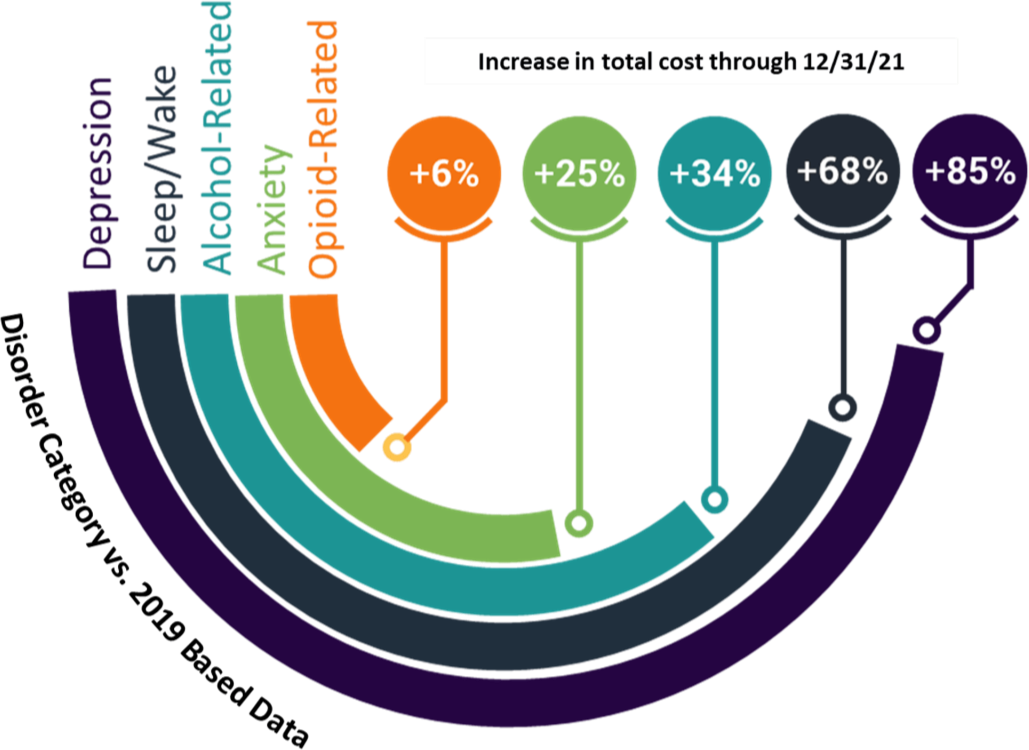 Increase in total cost through 12/31/21
Depression
Sleep/Wake
Alcohol-Related
Anxiety
Opioid-Related
+6%
+25%
+34%
+68%
+85%
Disorder Category vs. 2019 Based Data